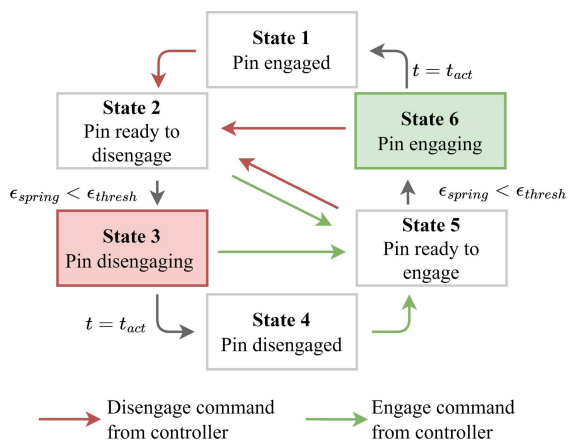 State 1
Pin engaged
t = t_act
State 2
Pin ready to
disengage
State 6
Pin engaging
ϵ_spring < ϵ_thresh
ϵ_spring < ϵ_thresh
State 3
Pin disengaging
State 5
Pin ready to
engage
t = t_act
State 4
Pin disengaged
Disengage command
from controller
Engage command
from controller